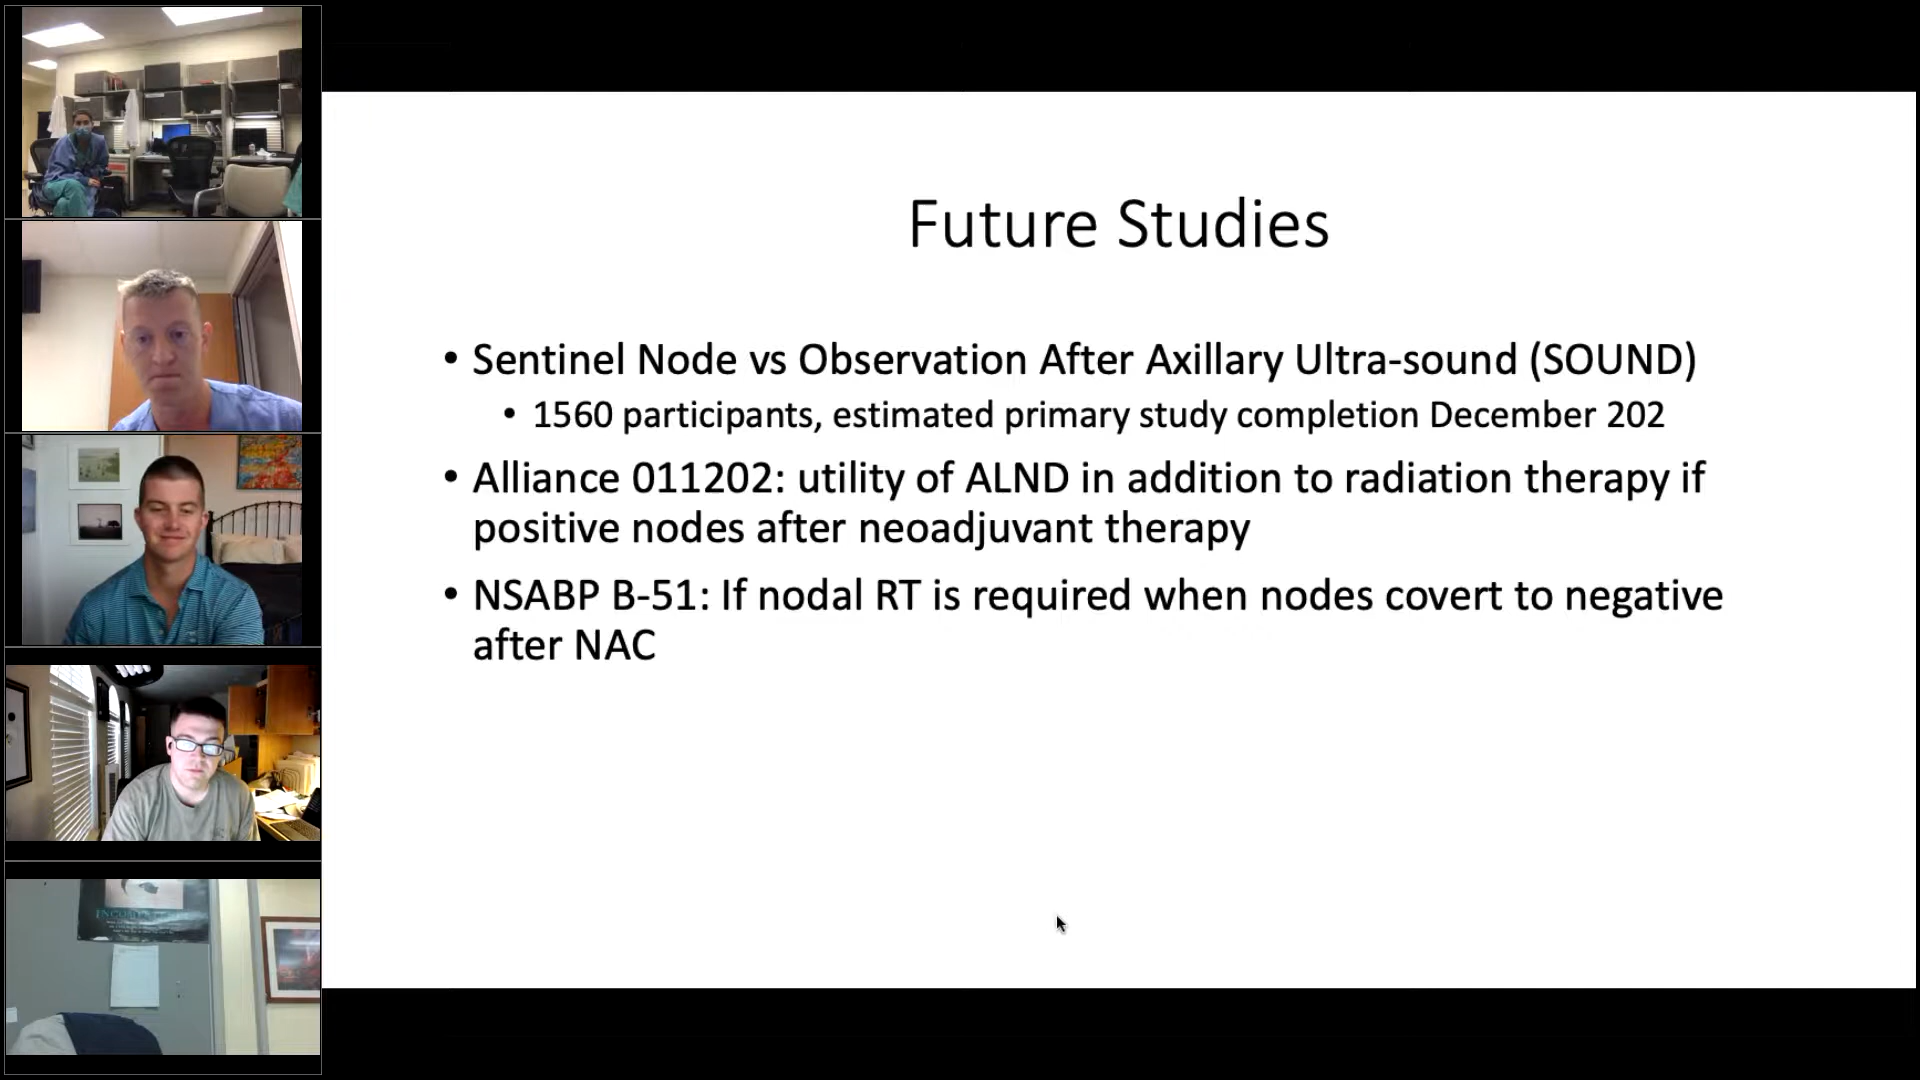 Future Studies
• Sentinel Node vs Observation After Axillary Ultra-sound (SOUND)
• 1560 participants, estimated primary study completion December 202
• Alliance 011202: utility of ALND in addition to radiation therapy if
positive nodes after neoadjuvant therapy
• NSABP B-51: If nodal RT is required when nodes covert to negative
after NAC